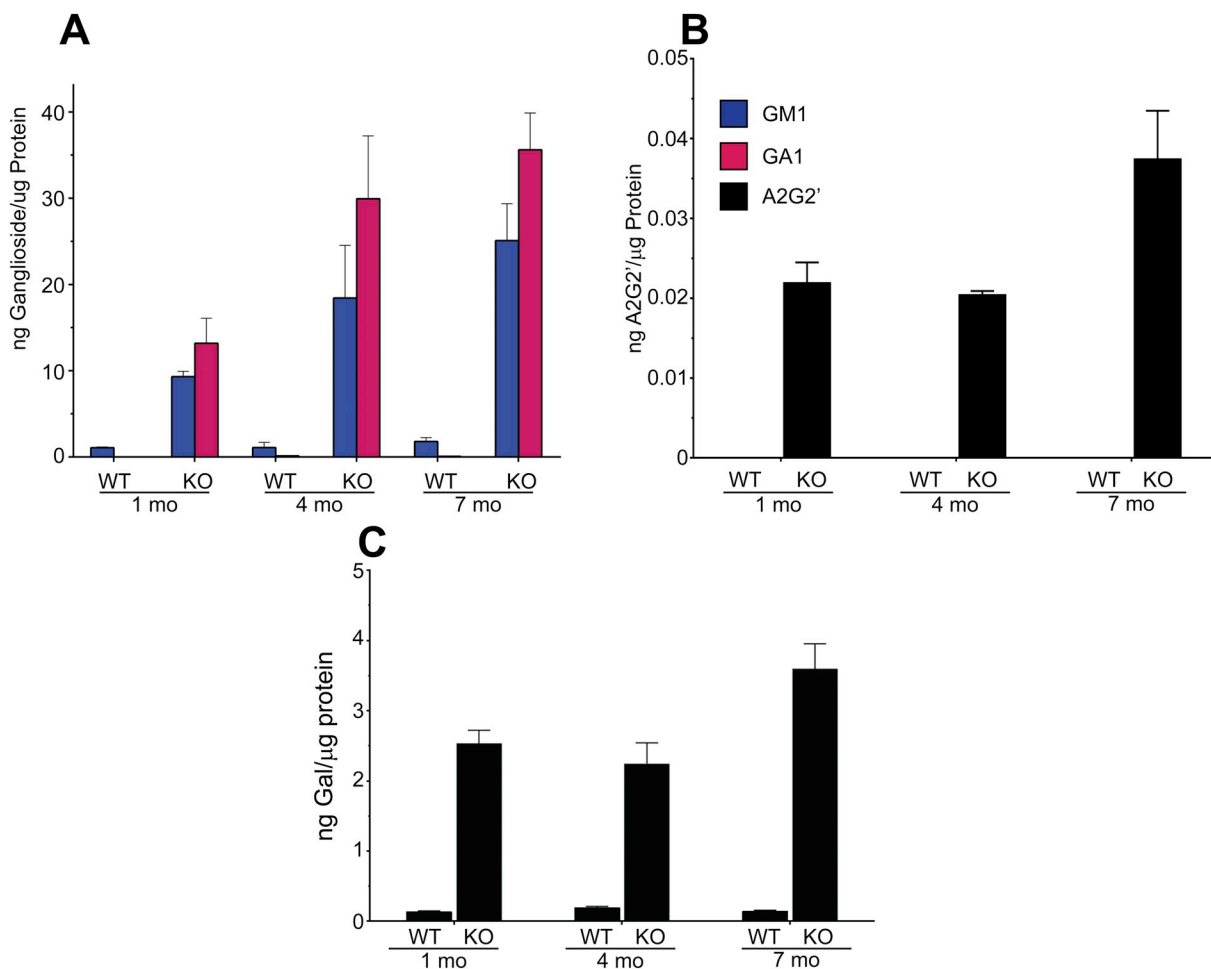 A
ng Ganglioside/ug Protein
40
30
20
10
0
WT KO WT KO WT KO
1 mo 4 mo 7 mo
B
ng A2G2’/μg Protein
0.05
0.04
0.03
0.02
0.01
0
GM1
GA1
A2G2’
WT KO WT KO WT KO
1 mo 4 mo 7 mo
C
ng Gal/μg protein
5
4
3
2
1
0
WT KO WT KO WT KO
1 mo 4 mo 7 mo